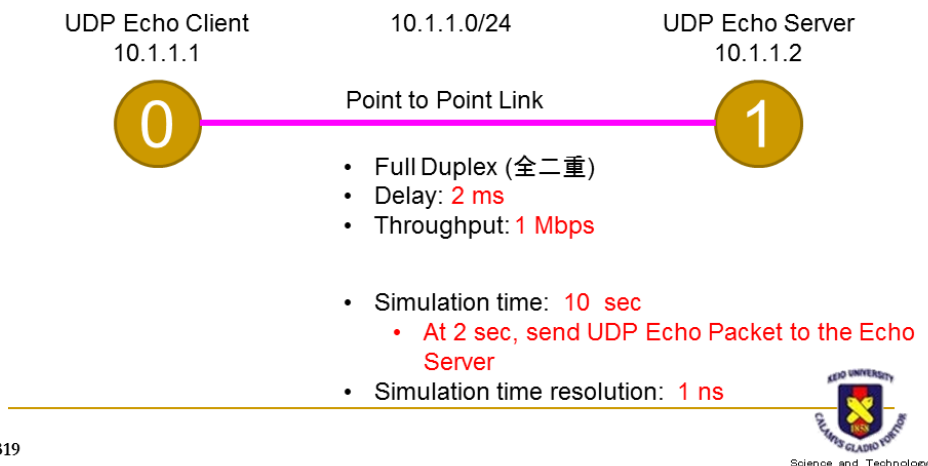 UDP Echo Client
10.1.1.0/24
UDP Echo Server
10.1.1.1
10.1.1.2
0
Point to Point Link
1
• Full Duplex (全二重)
• Delay: 2 ms
• Throughput: 1 Mbps
• Simulation time: 10 sec
• At 2 sec, send UDP Echo Packet to the Echo
Server
• Simulation time resolution: 1 ns
KEIO UNIVERSITY
1858
CALAMVS GLADIO FORTIOR
319
Science and Technology